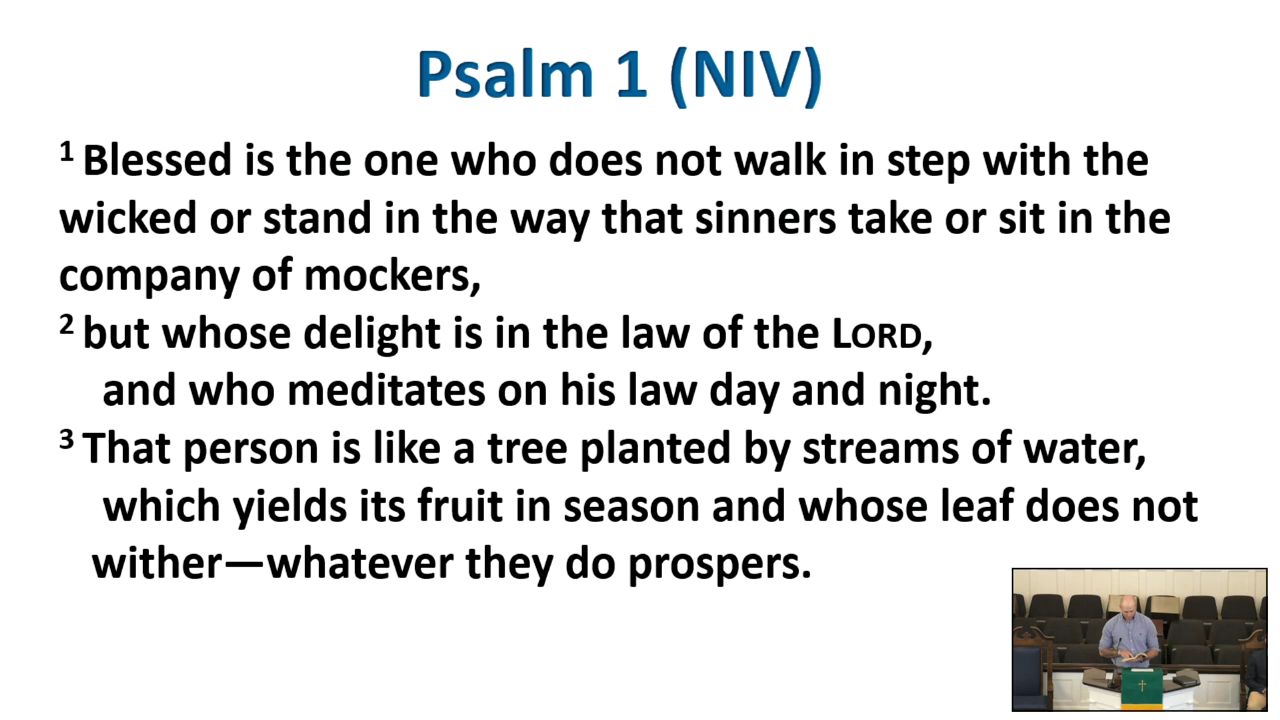 Psalm 1 (NIV)
1 Blessed is the one who does not walk in step with the
wicked or stand in the way that sinners take or sit in the
company of mockers,
2 but whose delight is in the law of the LORD,
and who meditates on his law day and night.
3 That person is like a tree planted by streams of water,
which yields its fruit in season and whose leaf does not
wither—whatever they do prospers.